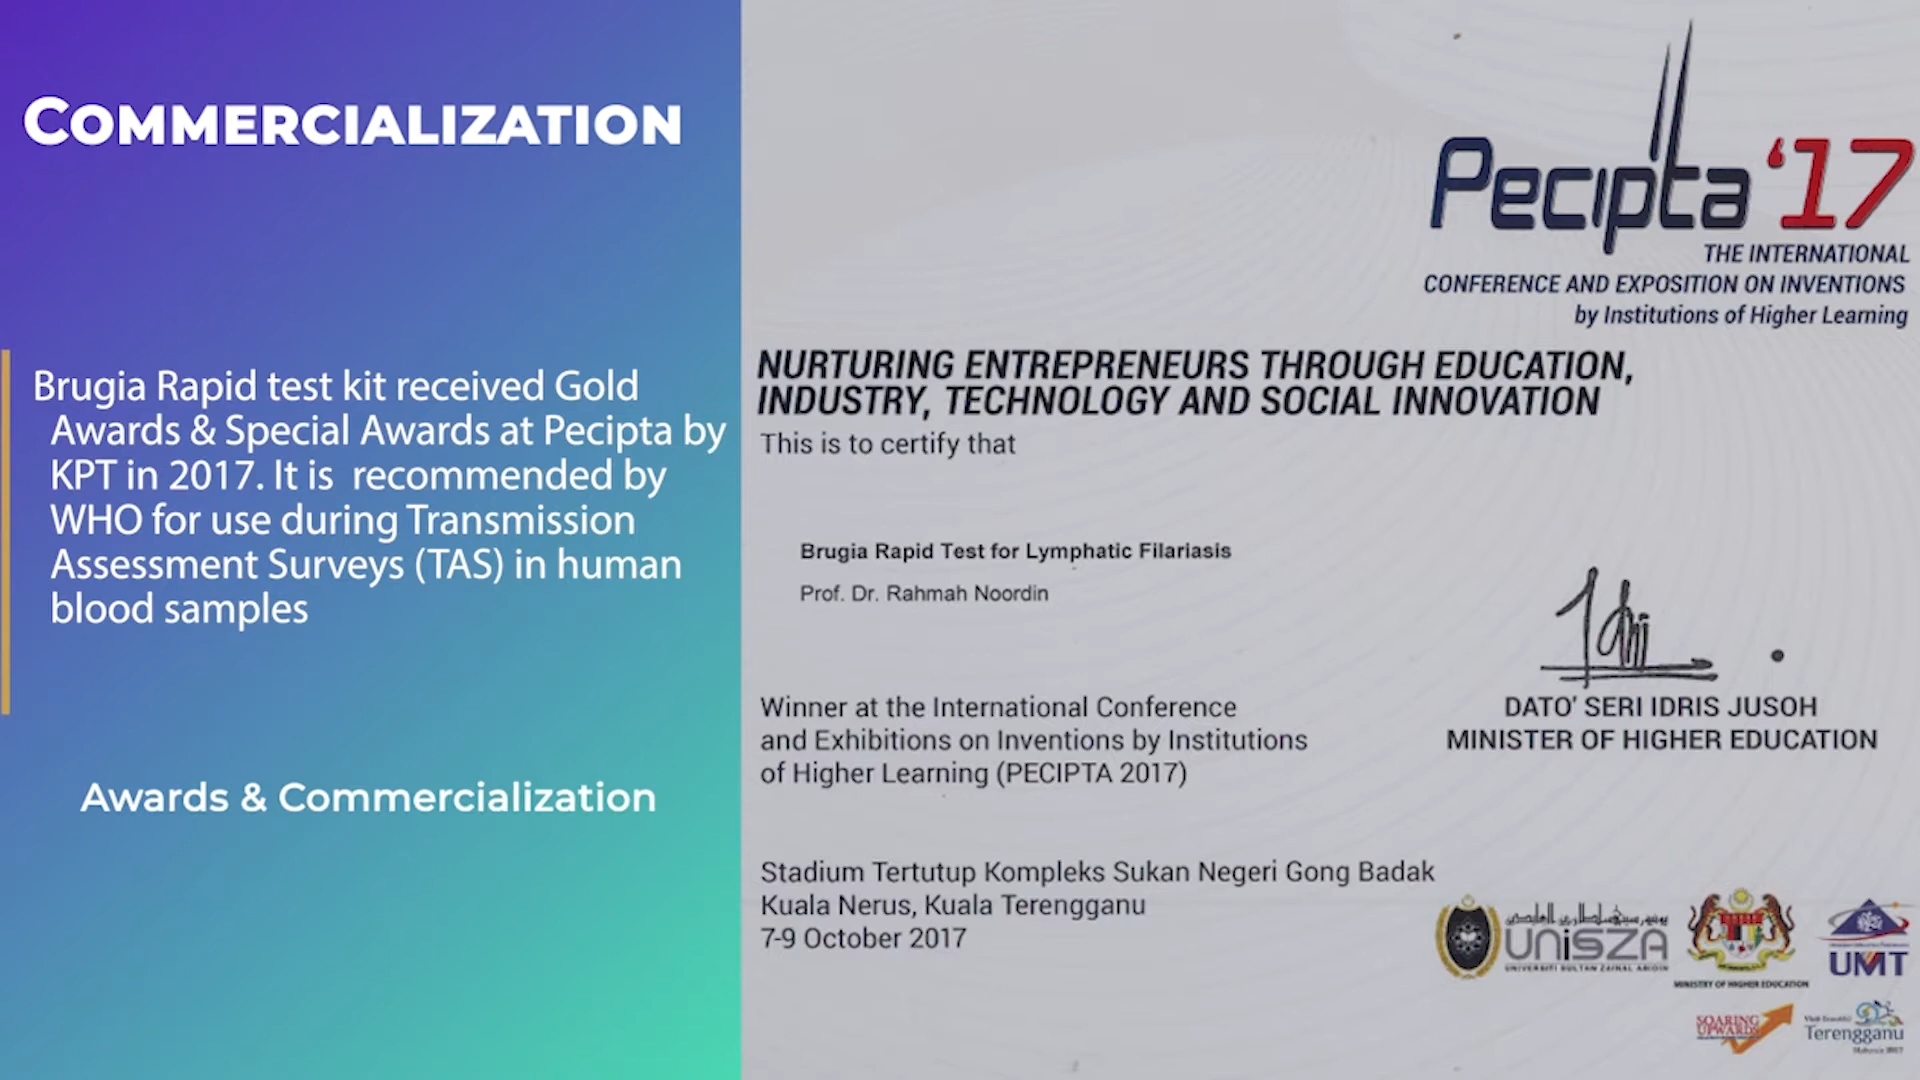 COMMERCIALIZATION
Brugia Rapid test kit received Gold
Awards & Special Awards at Pecipta by
KPT in 2017. It is recommended by
WHO for use during Transmission
Assessment Surveys (TAS) in human
blood samples
Awards & Commercialization
Pecipta '17
THE INTERNATIONAL
CONFERENCE AND EXPOSITION ON INVENTIONS
by Institutions of Higher Learning
NURTURING ENTREPRENEURS THROUGH EDUCATION,
INDUSTRY, TECHNOLOGY AND SOCIAL INNOVATION
This is to certify that
Brugia Rapid Test for Lymphatic Filariasis
Prof. Dr. Rahmah Noordin
Winner at the International Conference
and Exhibitions on Inventions by Institutions
of Higher Learning (PECIPTA 2017)
DATO' SERI IDRIS JUSOH
MINISTER OF HIGHER EDUCATION
Stadium Tertutup Kompleks Sukan Negeri Gong Badak
Kuala Nerus, Kuala Terengganu
7-9 October 2017
UNiSZA
UNIVERSITI SULTAN ZAINAL ABIDIN
MINISTRY OF HIGHER EDUCATION
UMT
SOARING
UPWARDS
Terengganu